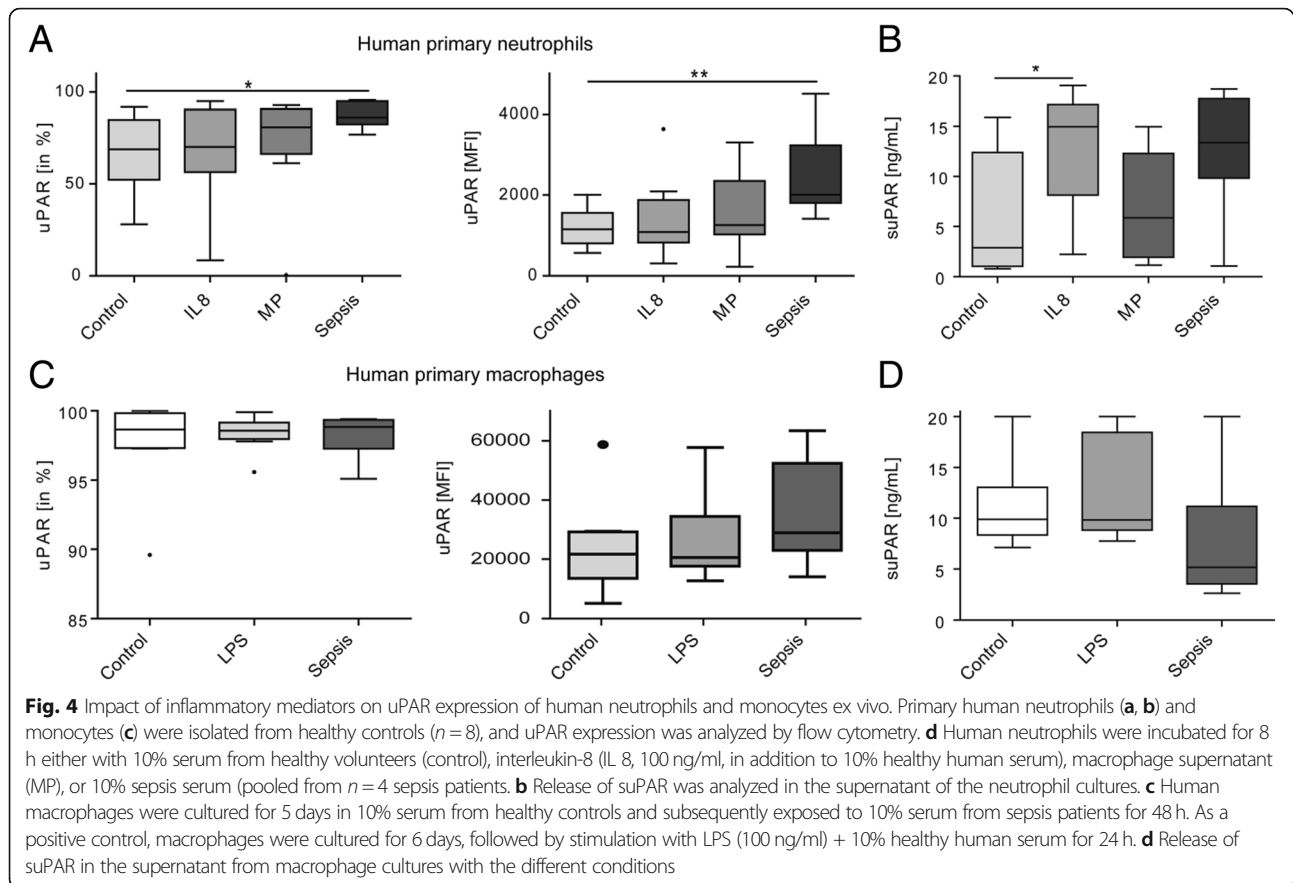 A
Human primary neutrophils
B
uPAR [in %]
100
50
0
*
Control
IL8
MP
Sepsis
uPAR [MFI]
4000
2000
0
**
Control
IL8
MP
Sepsis
suPAR [ng/mL]
20
15
10
5
0
*
Control
IL8
MP
Sepsis
C
Human primary macrophages
D
uPAR [in %]
100
95
90
85
Control
LPS
Sepsis
uPAR [MFI]
60000
40000
20000
0
Control
LPS
Sepsis
suPAR [ng/mL]
20
15
10
5
0
Control
LPS
Sepsis
Fig. 4 Impact of inflammatory mediators on uPAR expression of human neutrophils and monocytes ex vivo. Primary human neutrophils (a, b) and
monocytes (c) were isolated from healthy controls (n = 8), and uPAR expression was analyzed by flow cytometry. d Human neutrophils were incubated for 8
h either with 10% serum from healthy volunteers (control), interleukin-8 (IL 8, 100 ng/ml, in addition to 10% healthy human serum), macrophage supernatant
(MP), or 10% sepsis serum (pooled from n = 4 sepsis patients. b Release of suPAR was analyzed in the supernatant of the neutrophil cultures. c Human
macrophages were cultured for 5 days in 10% serum from healthy controls and subsequently exposed to 10% serum from sepsis patients for 48 h. As a
positive control, macrophages were cultured for 6 days, followed by stimulation with LPS (100 ng/ml) + 10% healthy human serum for 24 h. d Release of
suPAR in the supernatant from macrophage cultures with the different conditions